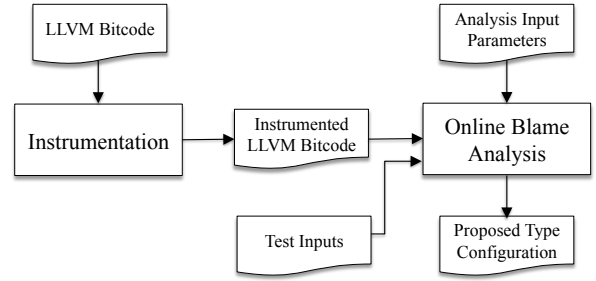 LLVM Bitcode
Analysis Input
Parameters
Instrumentation
Instrumented
LLVM Bitcode
Online Blame
Analysis
Test Inputs
Proposed Type
Configuration